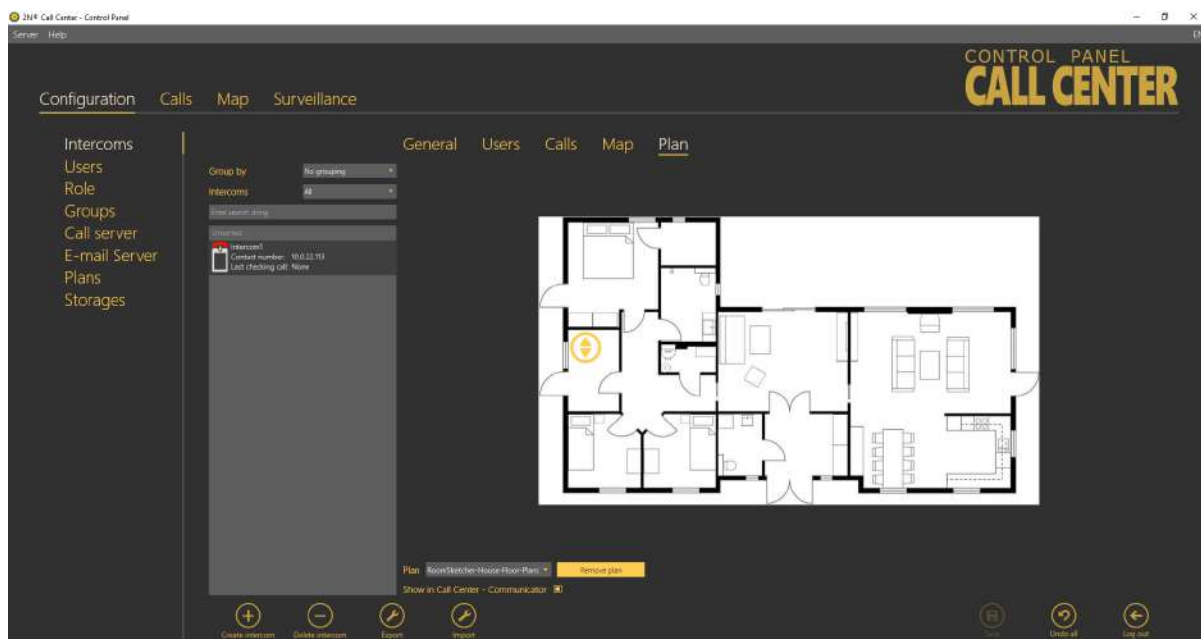 2N® Call Center - Control Panel
Server Help
EN
CONTROL PANEL
CALL CENTER
Configuration Calls Map Surveillance
Intercoms
Users
Role
Groups
Call server
E-mail Server
Plans
Storages
General Users Calls Map Plan
Group by No grouping
Intercoms All
Enter search string
Unsorted
Intercom1
Contact number: 10.0.22.113
Last checking call: None
Plan RoomSketcher-House-Floor-Plans Remove plan
Show in Call Center - Communicator
Create intercom Delete intercom Export Import Save Undo all Log out